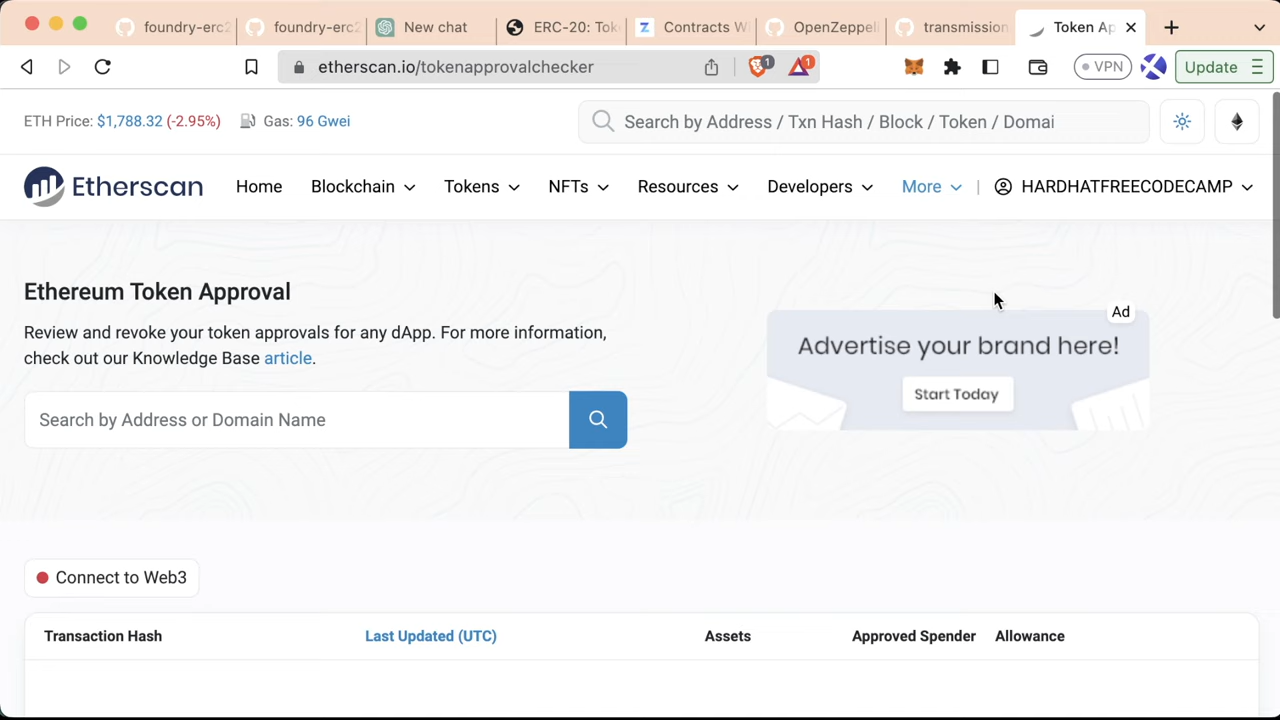 foundry-erc2
foundry-erc2
New chat
ERC-20: Tok
Contracts W
OpenZeppeli
transmission
Token Ap
etherscan.io/tokenapprovalchecker
1
1
VPN
Update
ETH Price: $1,788.32 (-2.95%)
Gas: 96 Gwei
Search by Address / Txn Hash / Block / Token / Domai
Etherscan
Home
Blockchain
Tokens
NFTs
Resources
Developers
More
HARDHATFREECODECAMP
Ethereum Token Approval
Review and revoke your token approvals for any dApp. For more information,
check out our Knowledge Base article.
Search by Address or Domain Name
Ad
Advertise your brand here!
Start Today
Connect to Web3
Transaction Hash
Last Updated (UTC)
Assets
Approved Spender
Allowance